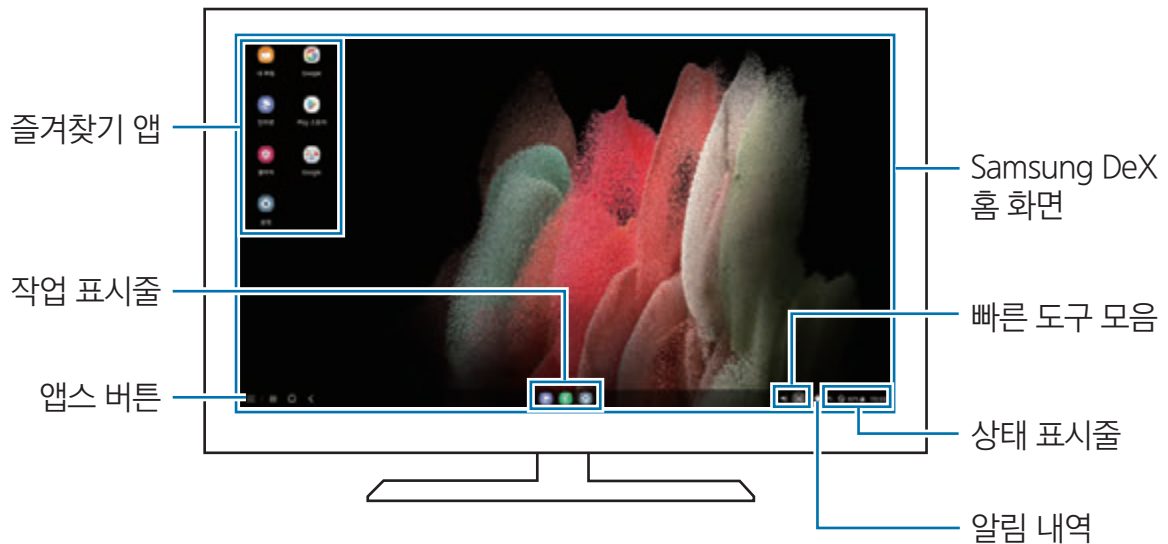 즐겨찾기 앱
작업 표시줄
앱스 버튼
Samsung DeX
홈 화면
빠른 도구 모음
상태 표시줄
알림 내역